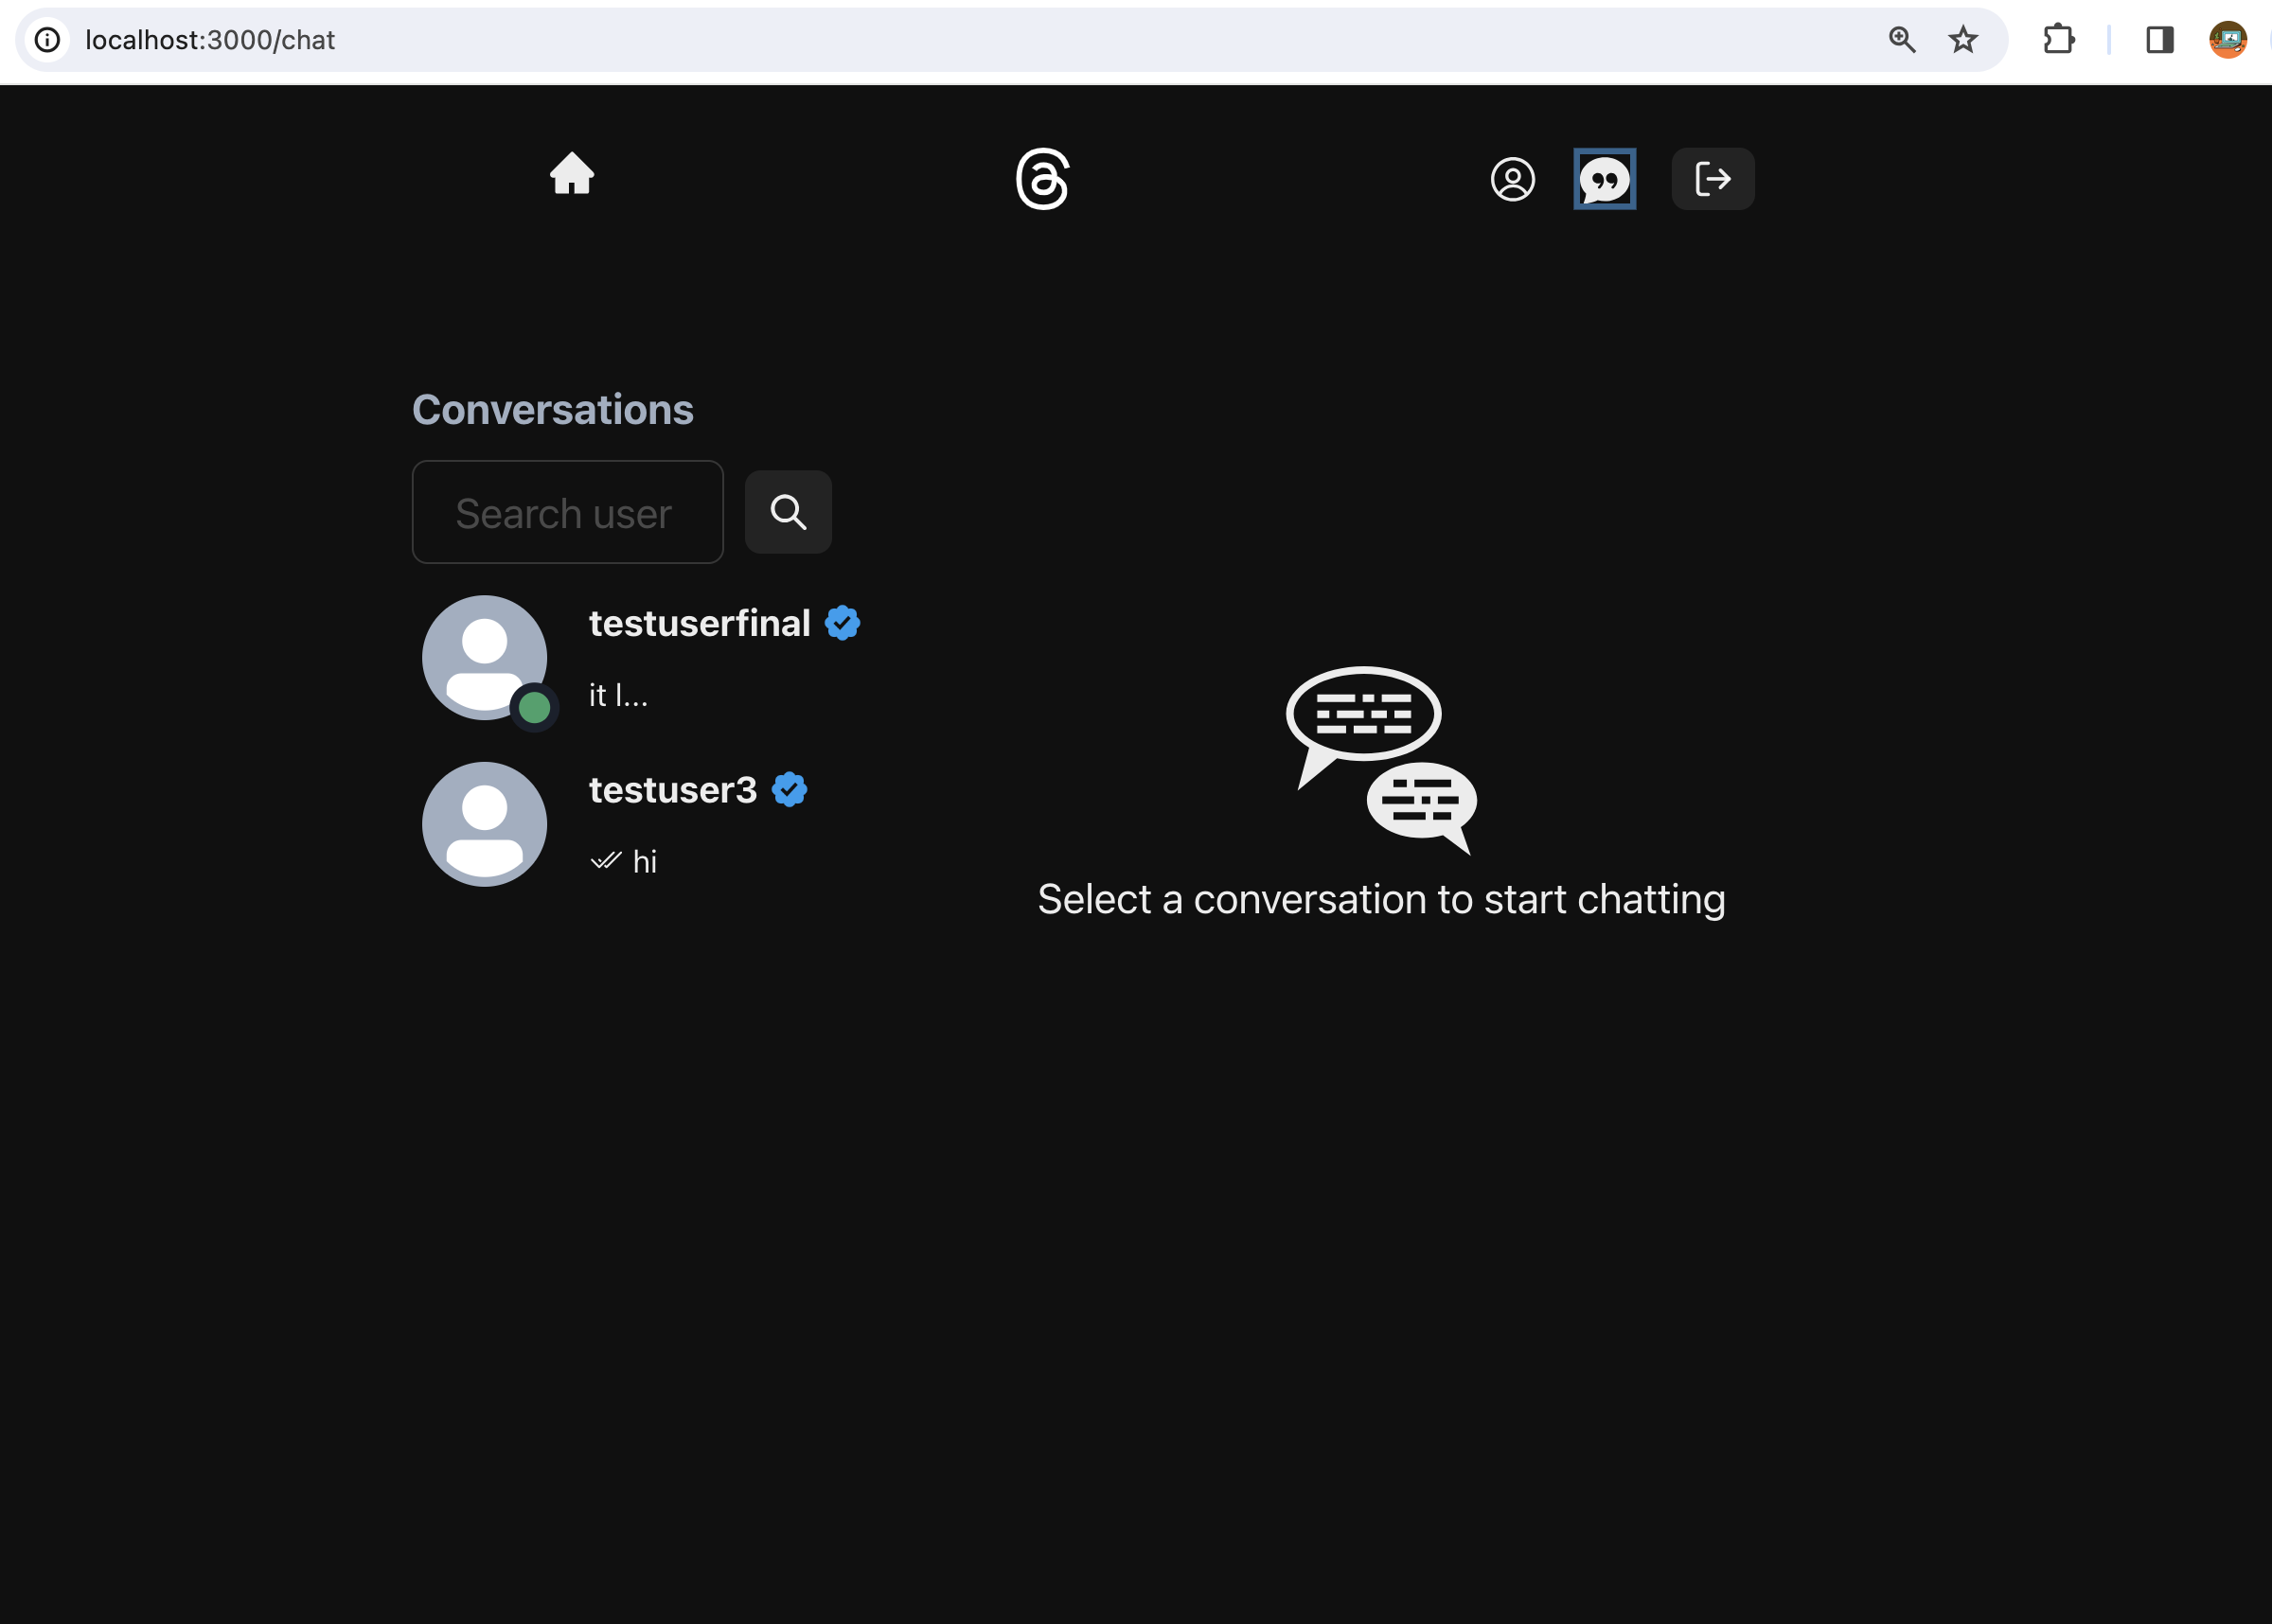 localhost:3000/chat
Conversations
Search user
testuserfinal
it l...
testuser3
hi
Select a conversation to start chatting